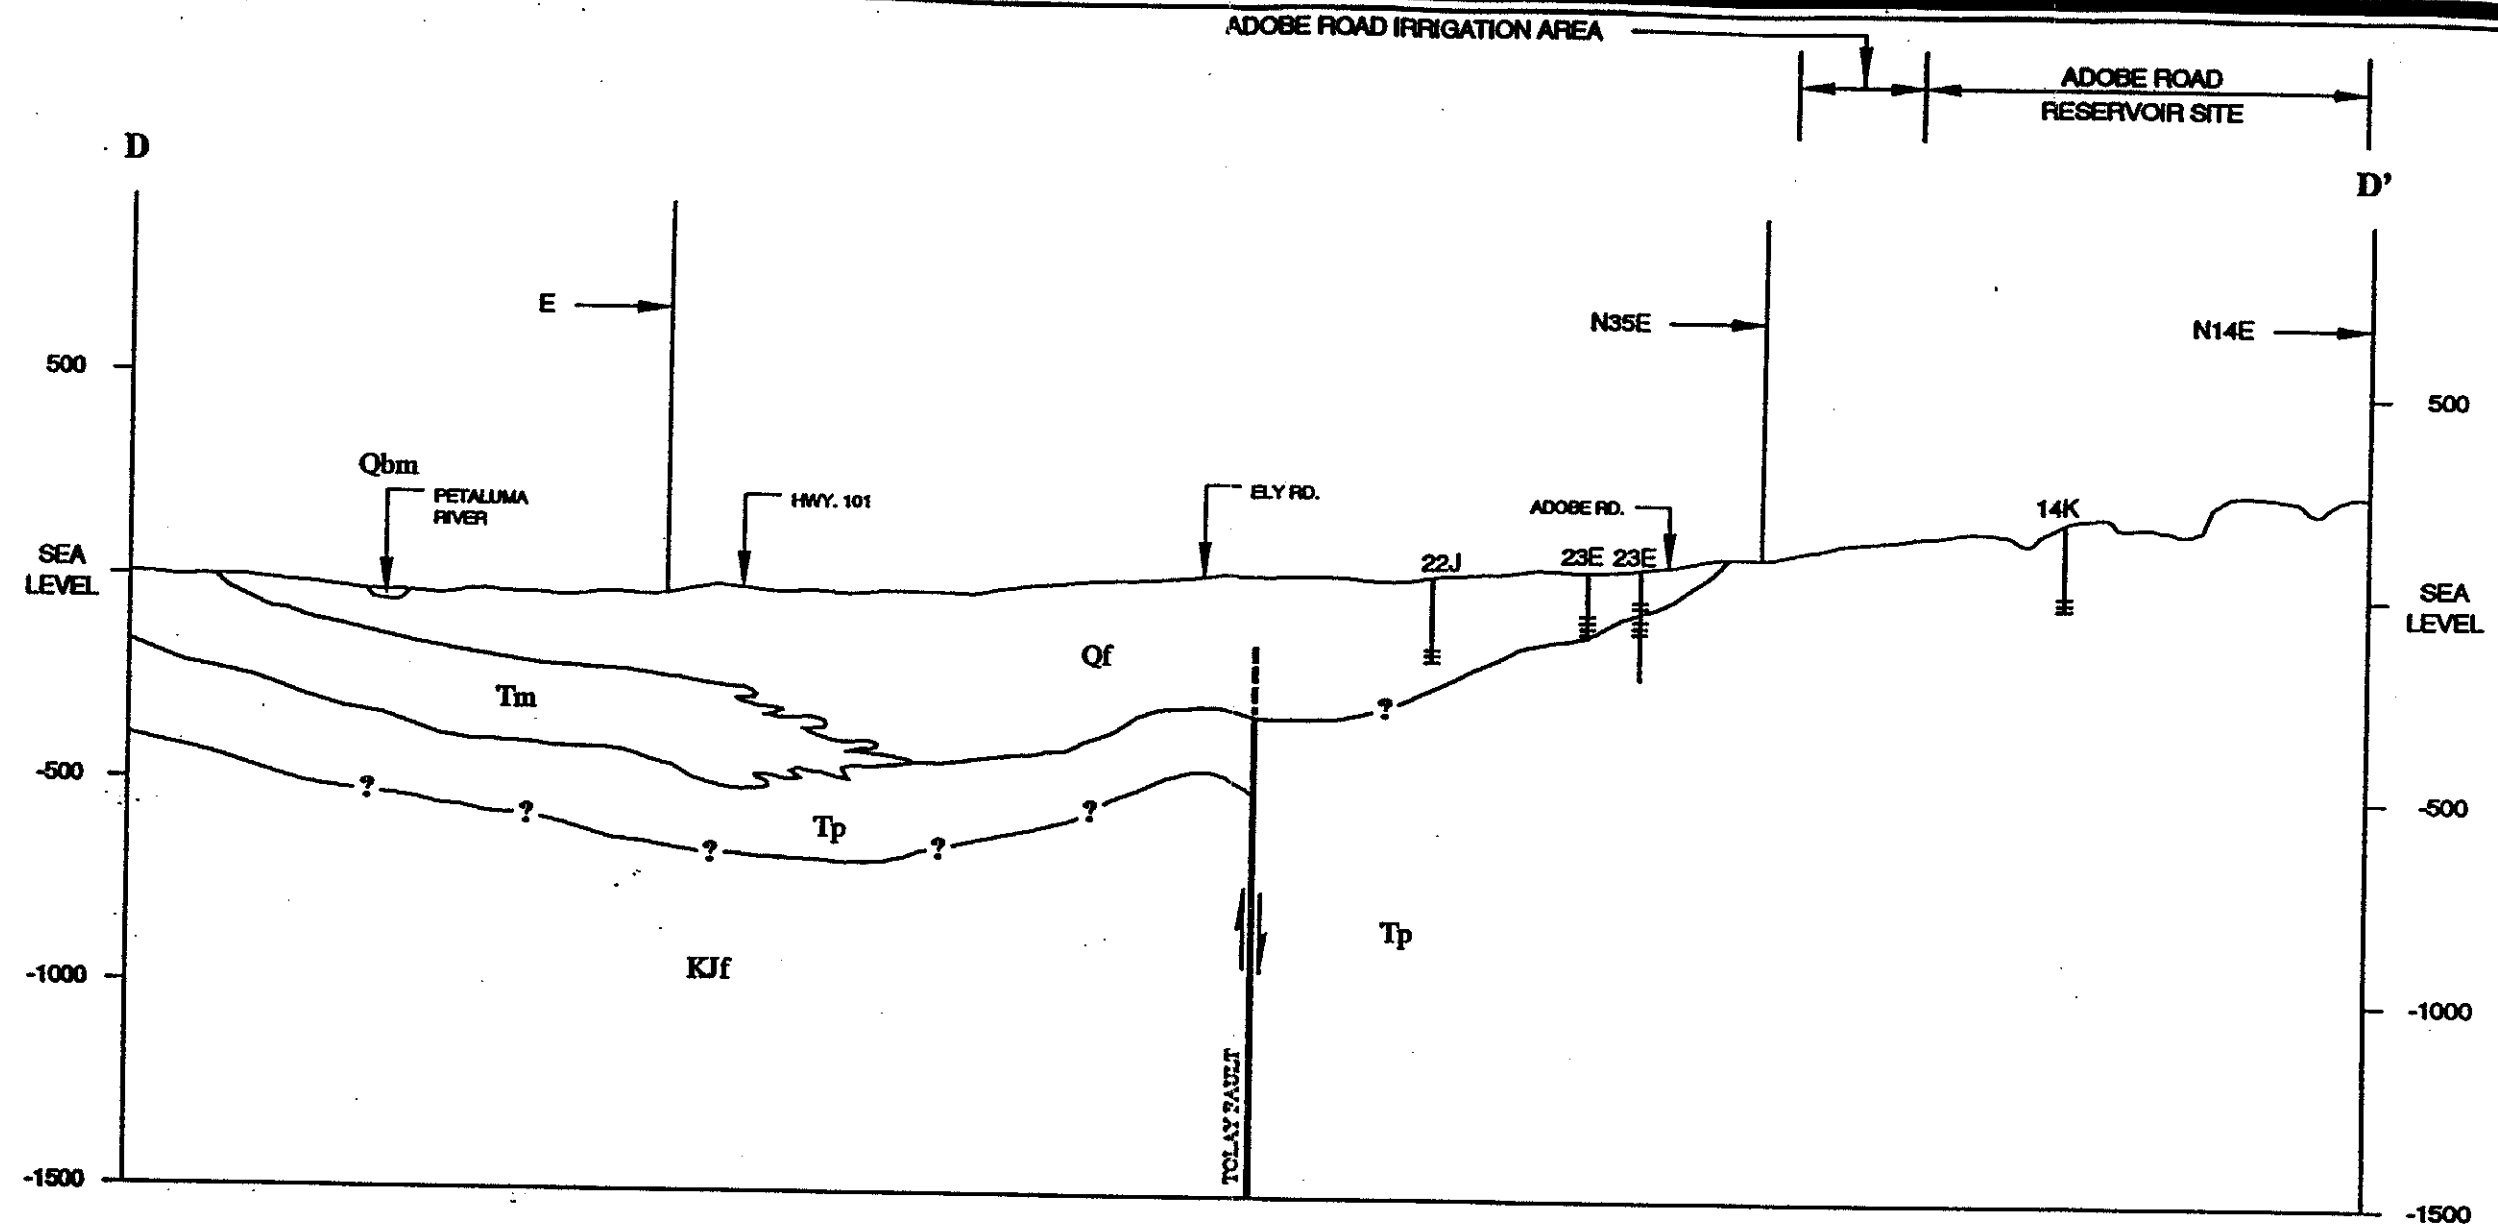 ADOBE ROAD IRRIGATION AREA
ADOBE ROAD
RESERVOIR SITE
D
D'
E
N35E
N14E
500
500
Qbm
PETALUMA
RIVER
HWY. 101
ELY RD.
ADOBE RD.
14K
SEA
LEVEL
22J
23E 23E
SEA
LEVEL
Qf
Tm
?
-500
? ? ? ? ?
-500
Tp
Tp
KJf
-1000
-1000
TOLAY FAULT
-1500
-1500